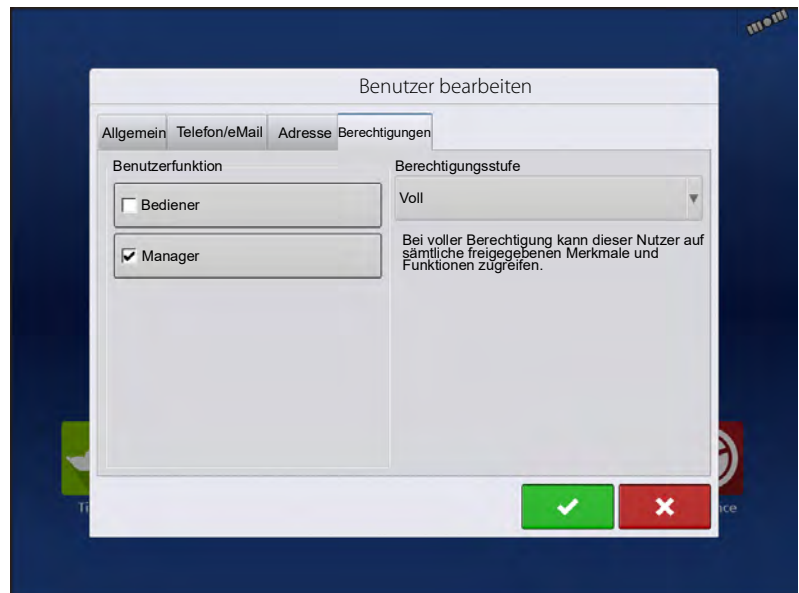 Benutzer bearbeiten
Allgemein Telefon/eMail Adresse Berechtigungen
Benutzerfunktion
Bediener
Manager
Berechtigungsstufe
Voll
Bei voller Berechtigung kann dieser Nutzer auf
sämtliche freigegebenen Merkmale und
Funktionen zugreifen.